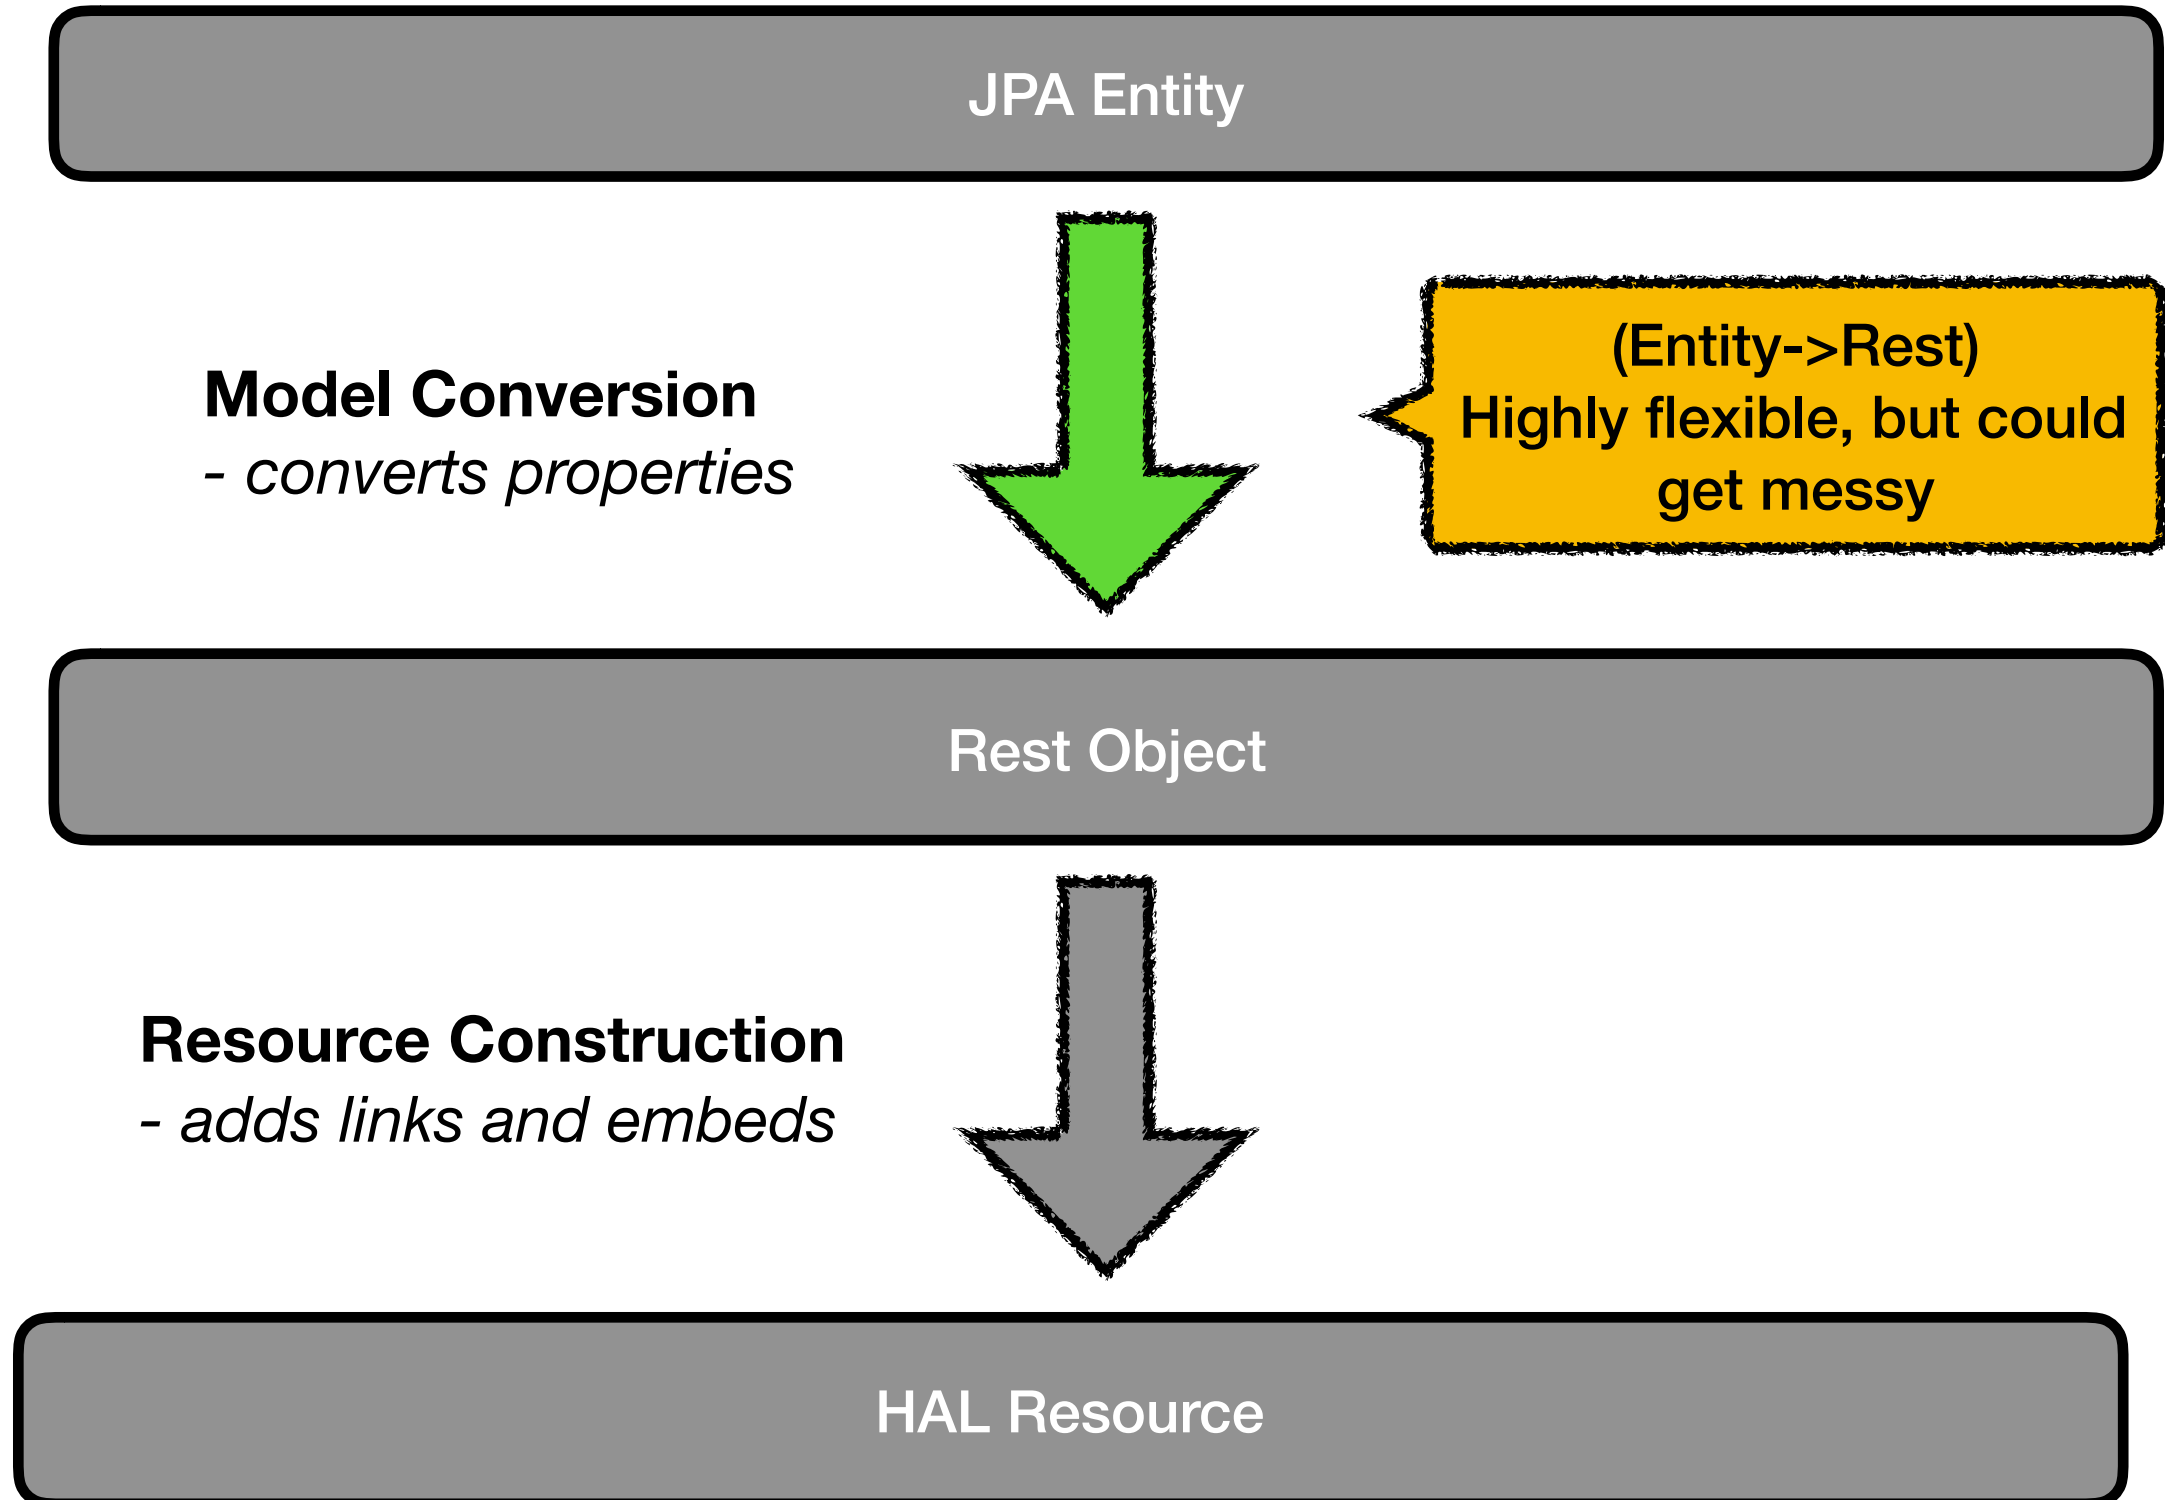 JPA Entity
Model Conversion
- converts properties
(Entity->Rest)
Highly flexible, but could
get messy
Rest Object
Resource Construction
- adds links and embeds
HAL Resource